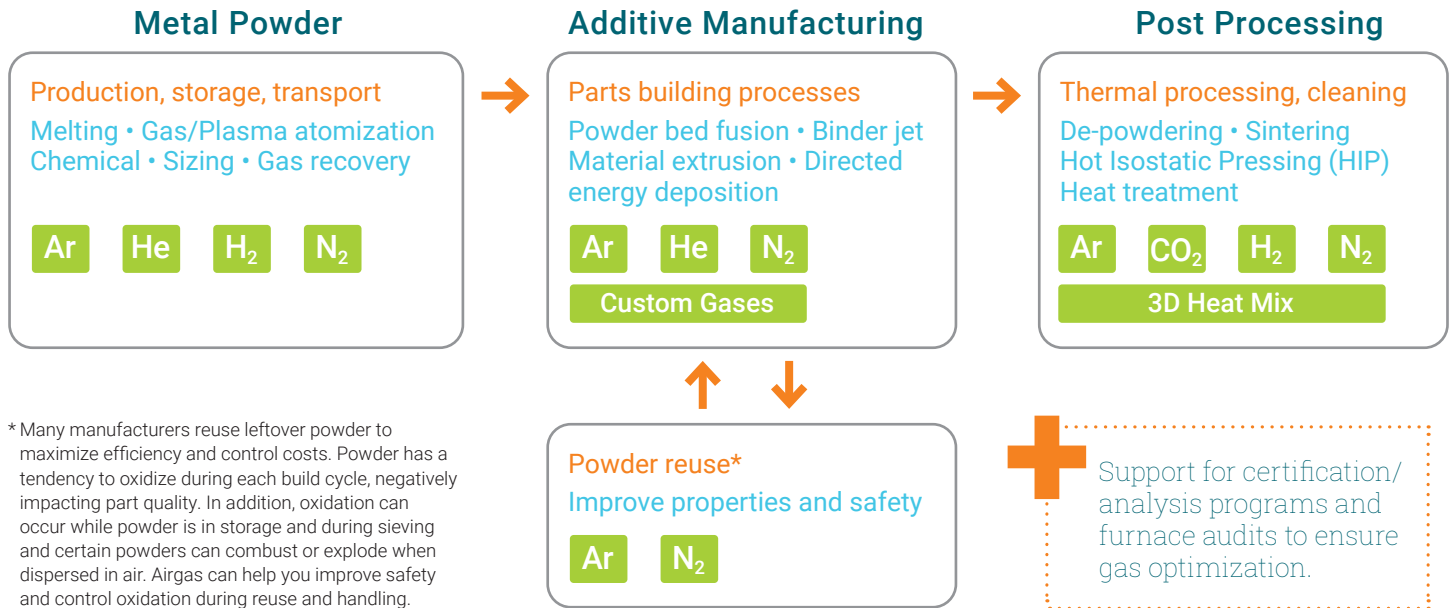 Metal Powder
Production, storage, transport
Melting • Gas/Plasma atomization
Chemical • Sizing • Gas recovery
Ar He H₂ N₂
Additive Manufacturing
Parts building processes
Powder bed fusion • Binder jet
Material extrusion • Directed
energy deposition
Ar He N₂
Custom Gases
Post Processing
Thermal processing, cleaning
De-powdering • Sintering
Hot Isostatic Pressing (HIP)
Heat treatment
Ar CO₂ H₂ N₂
3D Heat Mix
* Many manufacturers reuse leftover powder to
maximize efficiency and control costs. Powder has a
tendency to oxidize during each build cycle, negatively
impacting part quality. In addition, oxidation can
occur while powder is in storage and during sieving
and certain powders can combust or explode when
dispersed in air. Airgas can help you improve safety
and control oxidation during reuse and handling.
Powder reuse*
Improve properties and safety
Ar N₂
Support for certification/
analysis programs and
furnace audits to ensure
gas optimization.